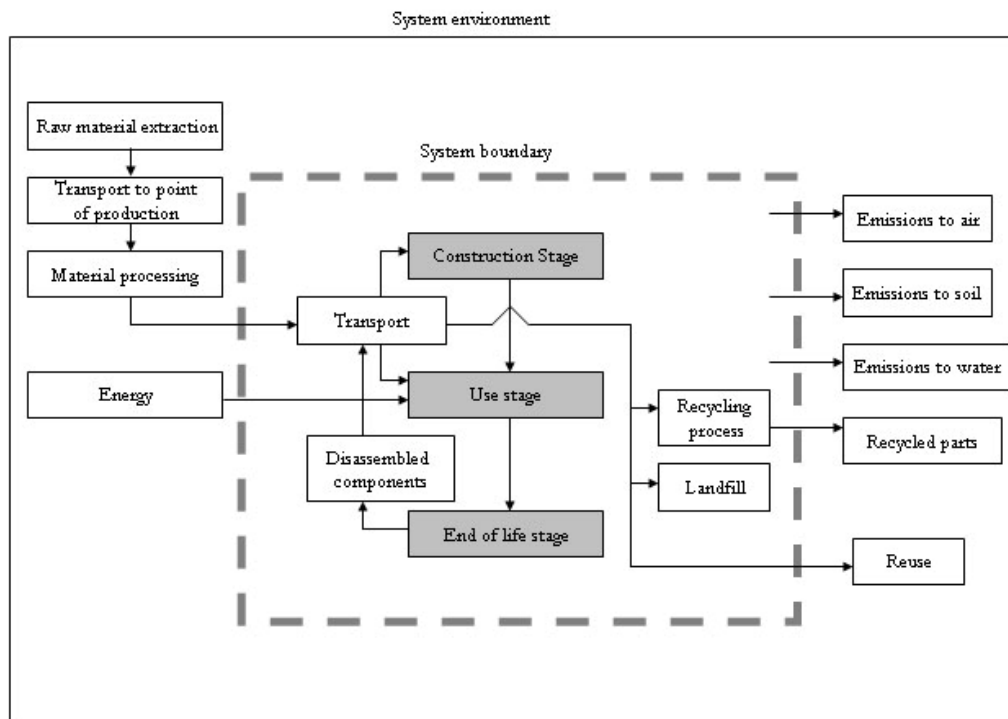 System environment
Raw material extraction
Transport to point
of production
Material processing
Energy
System boundary
Construction Stage
Transport
Use stage
Disassembled
components
End of life stage
Recycling
process
Landfill
Emissions to air
Emissions to soil
Emissions to water
Recycled parts
Reuse